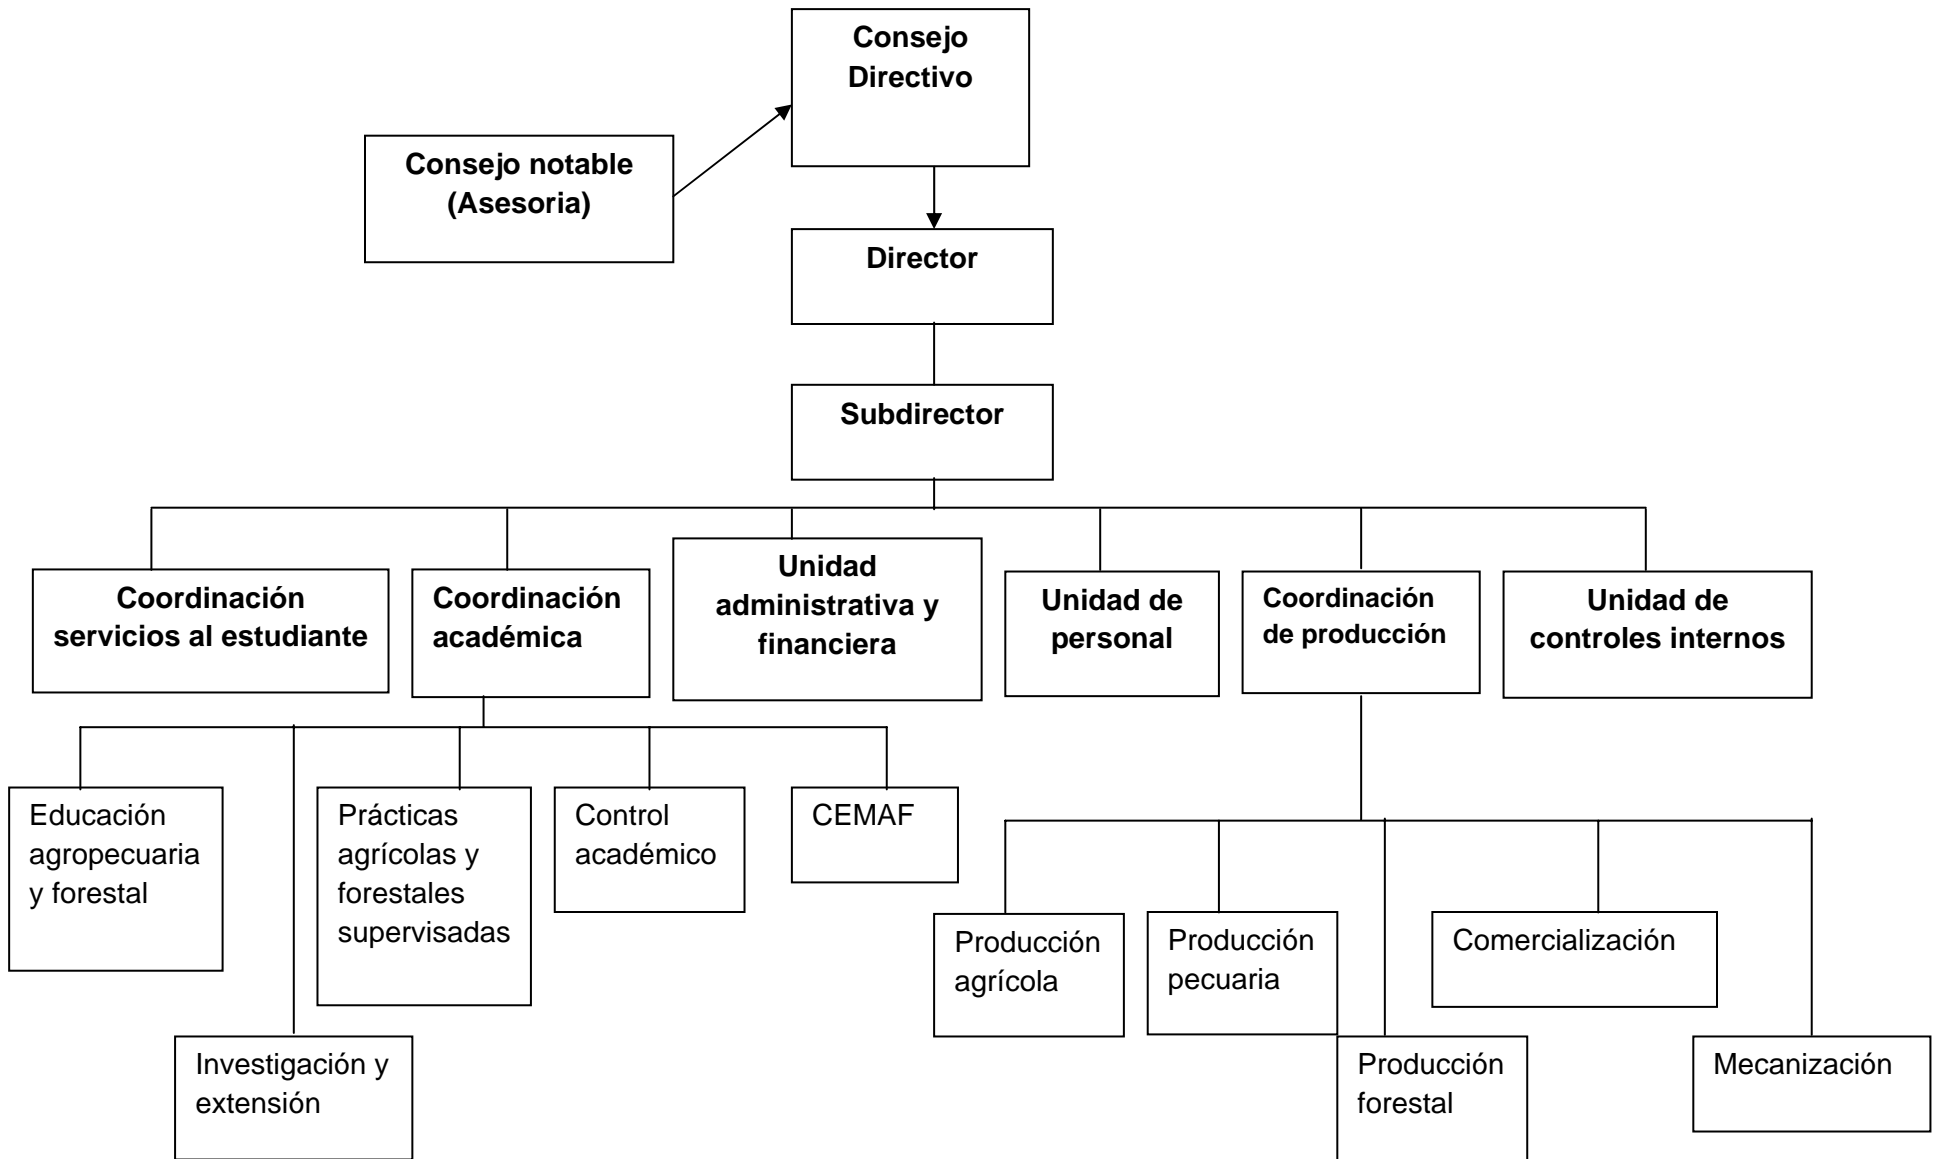 Consejo
Directivo
Consejo notable
(Asesoria)
Director
Subdirector
Coordinación
servicios al estudiante
Coordinación
académica
Unidad
administrativa y
financiera
Unidad de
personal
Coordinación
de producción
Unidad de
controles internos
Educación
agropecuaria
y forestal
Prácticas
agrícolas y
forestales
supervisadas
Control
académico
CEMAF
Producción
agrícola
Producción
pecuaria
Comercialización
Investigación y
extensión
Producción
forestal
Mecanización